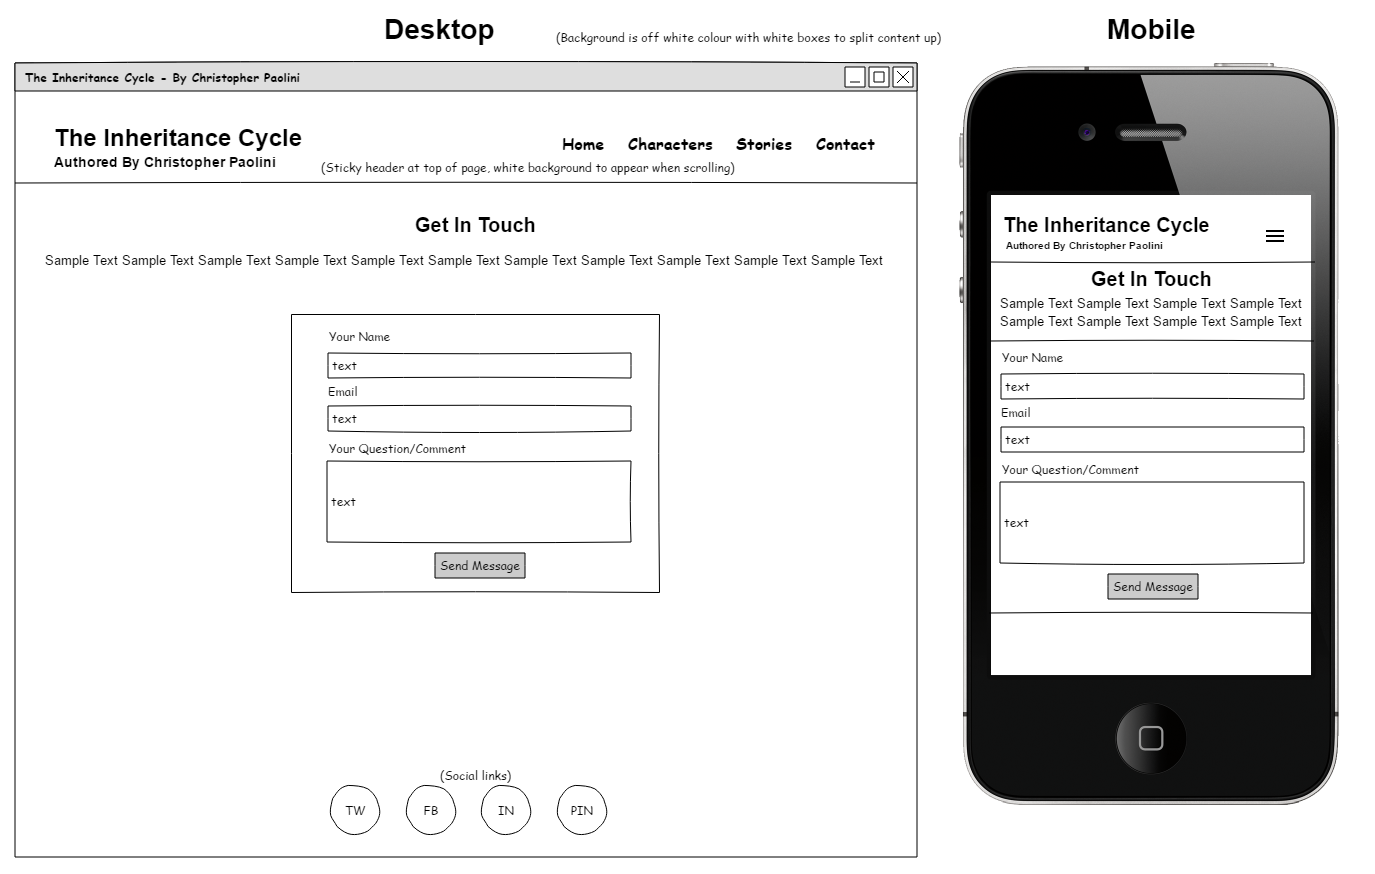 Desktop
(Background is off white colour with white boxes to split content up)
Mobile
The Inheritance Cycle - By Christopher Paolini
The Inheritance Cycle
Authored By Christopher Paolini
Home Characters Stories Contact
(Sticky header at top of page, white background to appear when scrolling)
Get In Touch
Sample Text Sample Text Sample Text Sample Text Sample Text Sample Text Sample Text Sample Text Sample Text Sample Text Sample Text
Your Name
text
Email
text
Your Question/Comment
text
Send Message
(Social links)
TW FB IN PIN
The Inheritance Cycle
Authored By Christopher Paolini
Get In Touch
Sample Text Sample Text Sample Text Sample Text
Sample Text Sample Text Sample Text Sample Text
Your Name
text
Email
text
Your Question/Comment
text
Send Message